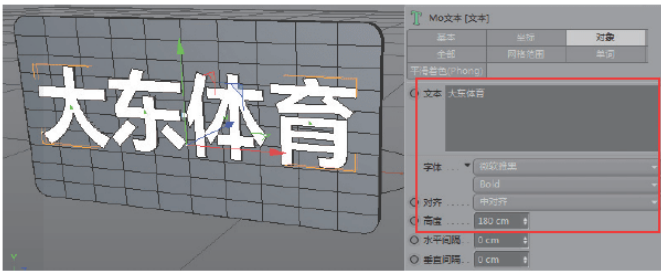 大东体育
Y
Mo文本 [文本]
基本 坐标 对象
全部 网格范围 单词
平滑着色(Phong)
文本 大东体育
字体 微软雅黑
Bold
对齐 中对齐
高度 180 cm
水平间隔 0 cm
垂直间隔 0 cm